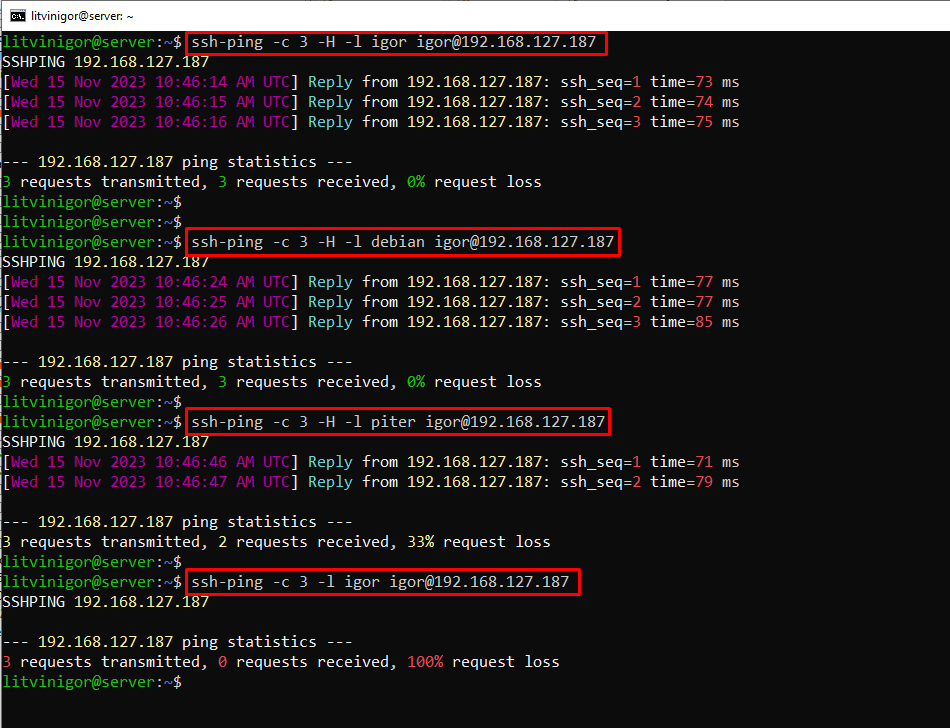 litvinigor@server: ~
litvinigor@server:~$ ssh-ping -c 3 -H -l igor igor@192.168.127.187
SSHPING 192.168.127.187
[Wed 15 Nov 2023 10:46:14 AM UTC] Reply from 192.168.127.187: ssh_seq=1 time=73 ms
[Wed 15 Nov 2023 10:46:15 AM UTC] Reply from 192.168.127.187: ssh_seq=2 time=74 ms
[Wed 15 Nov 2023 10:46:16 AM UTC] Reply from 192.168.127.187: ssh_seq=3 time=75 ms
--- 192.168.127.187 ping statistics ---
3 requests transmitted, 3 requests received, 0% request loss
litvinigor@server:~$
litvinigor@server:~$
litvinigor@server:~$ ssh-ping -c 3 -H -l debian igor@192.168.127.187
SSHPING 192.168.127.187
[Wed 15 Nov 2023 10:46:24 AM UTC] Reply from 192.168.127.187: ssh_seq=1 time=77 ms
[Wed 15 Nov 2023 10:46:25 AM UTC] Reply from 192.168.127.187: ssh_seq=2 time=77 ms
[Wed 15 Nov 2023 10:46:26 AM UTC] Reply from 192.168.127.187: ssh_seq=3 time=85 ms
--- 192.168.127.187 ping statistics ---
3 requests transmitted, 3 requests received, 0% request loss
litvinigor@server:~$
litvinigor@server:~$ ssh-ping -c 3 -H -l piter igor@192.168.127.187
SSHPING 192.168.127.187
[Wed 15 Nov 2023 10:46:46 AM UTC] Reply from 192.168.127.187: ssh_seq=1 time=71 ms
[Wed 15 Nov 2023 10:46:47 AM UTC] Reply from 192.168.127.187: ssh_seq=2 time=79 ms
--- 192.168.127.187 ping statistics ---
3 requests transmitted, 2 requests received, 33% request loss
litvinigor@server:~$
litvinigor@server:~$ ssh-ping -c 3 -l igor igor@192.168.127.187
SSHPING 192.168.127.187
--- 192.168.127.187 ping statistics ---
3 requests transmitted, 0 requests received, 100% request loss
litvinigor@server:~$